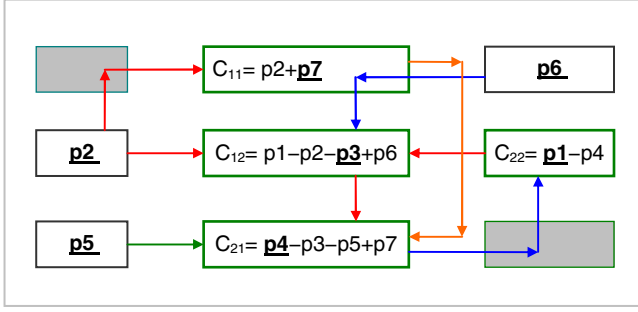 C₁₁= p2+p7
p6
p2
C₁₂= p1−p2−p3+p6
C₂₂= p1−p4
p5
C₂₁= p4−p3−p5+p7